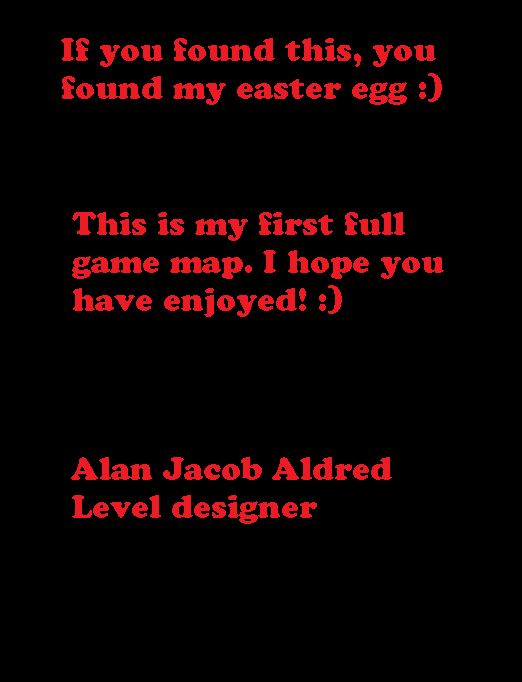 If you found this, you
found my easter egg :)
This is my first full
game map. I hope you
have enjoyed! :)
Alan Jacob Aldred
Level designer